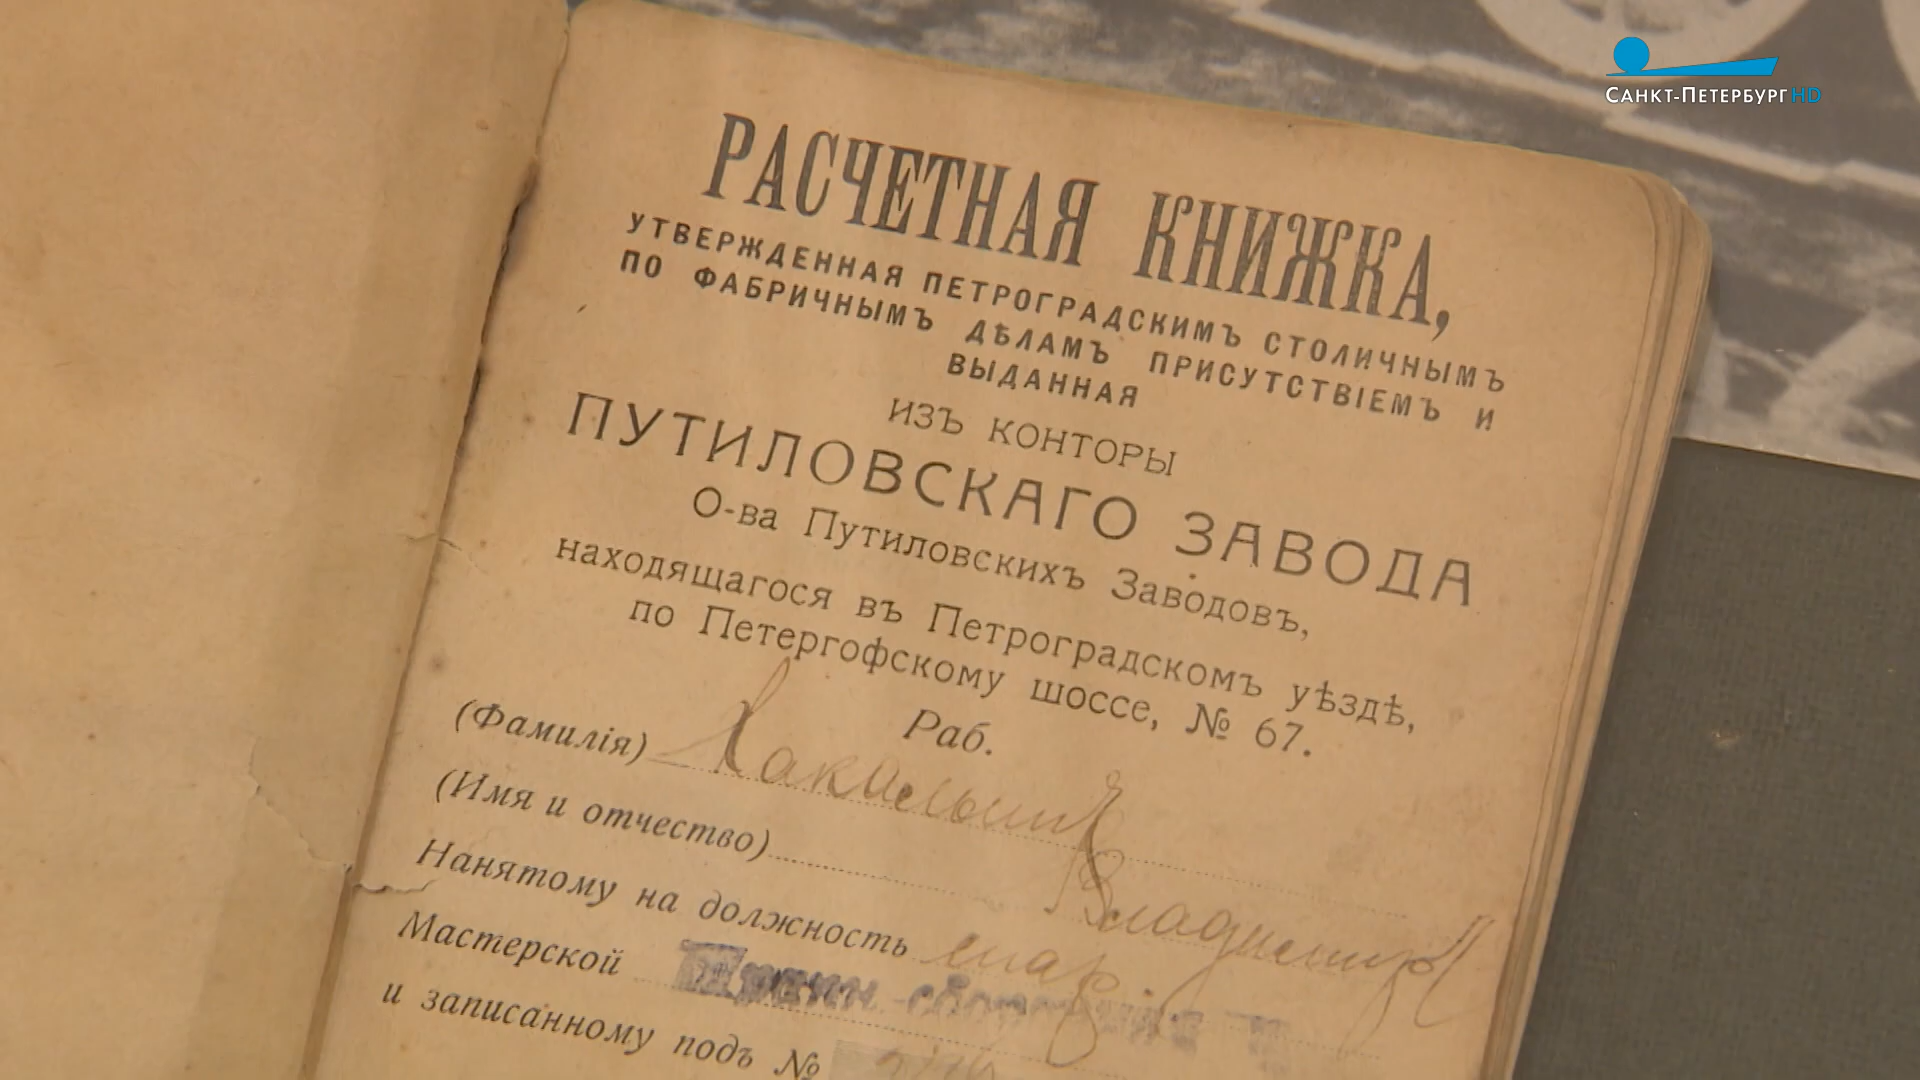 САНКТ-ПЕТЕРБУРГ HD
РАСЧЕТНАЯ КНИЖКА,
УТВЕРЖДЕННАЯ ПЕТРОГРАДСКИМЪ СТОЛИЧНЫМЪ
ПО ФАБРИЧНЫМЪ ДѢЛАМЪ ПРИСУТСТВІЕМЪ И
ВЫДАННАЯ
ИЗЪ КОНТОРЫ
ПУТИЛОВСКАГО ЗАВОДА
О-ва Путиловскихъ Заводовъ,
находящагося въ Петроградскомъ уѣздѣ,
по Петергофскому шоссе, № 67.
Раб.
(Фамилія)
(Имя и отчество) Владимир
Нанятому на должность
Мастерской
и записанному подъ №